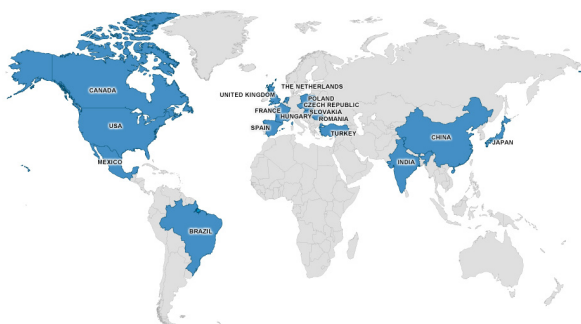 CANADA
USA
MEXICO
BRAZIL
THE NETHERLANDS
UNITED KINGDOM
POLAND
CZECH REPUBLIC
FRANCE
SLOVAKIA
HUNGARY
ROMANIA
SPAIN
TURKEY
CHINA
JAPAN
INDIA